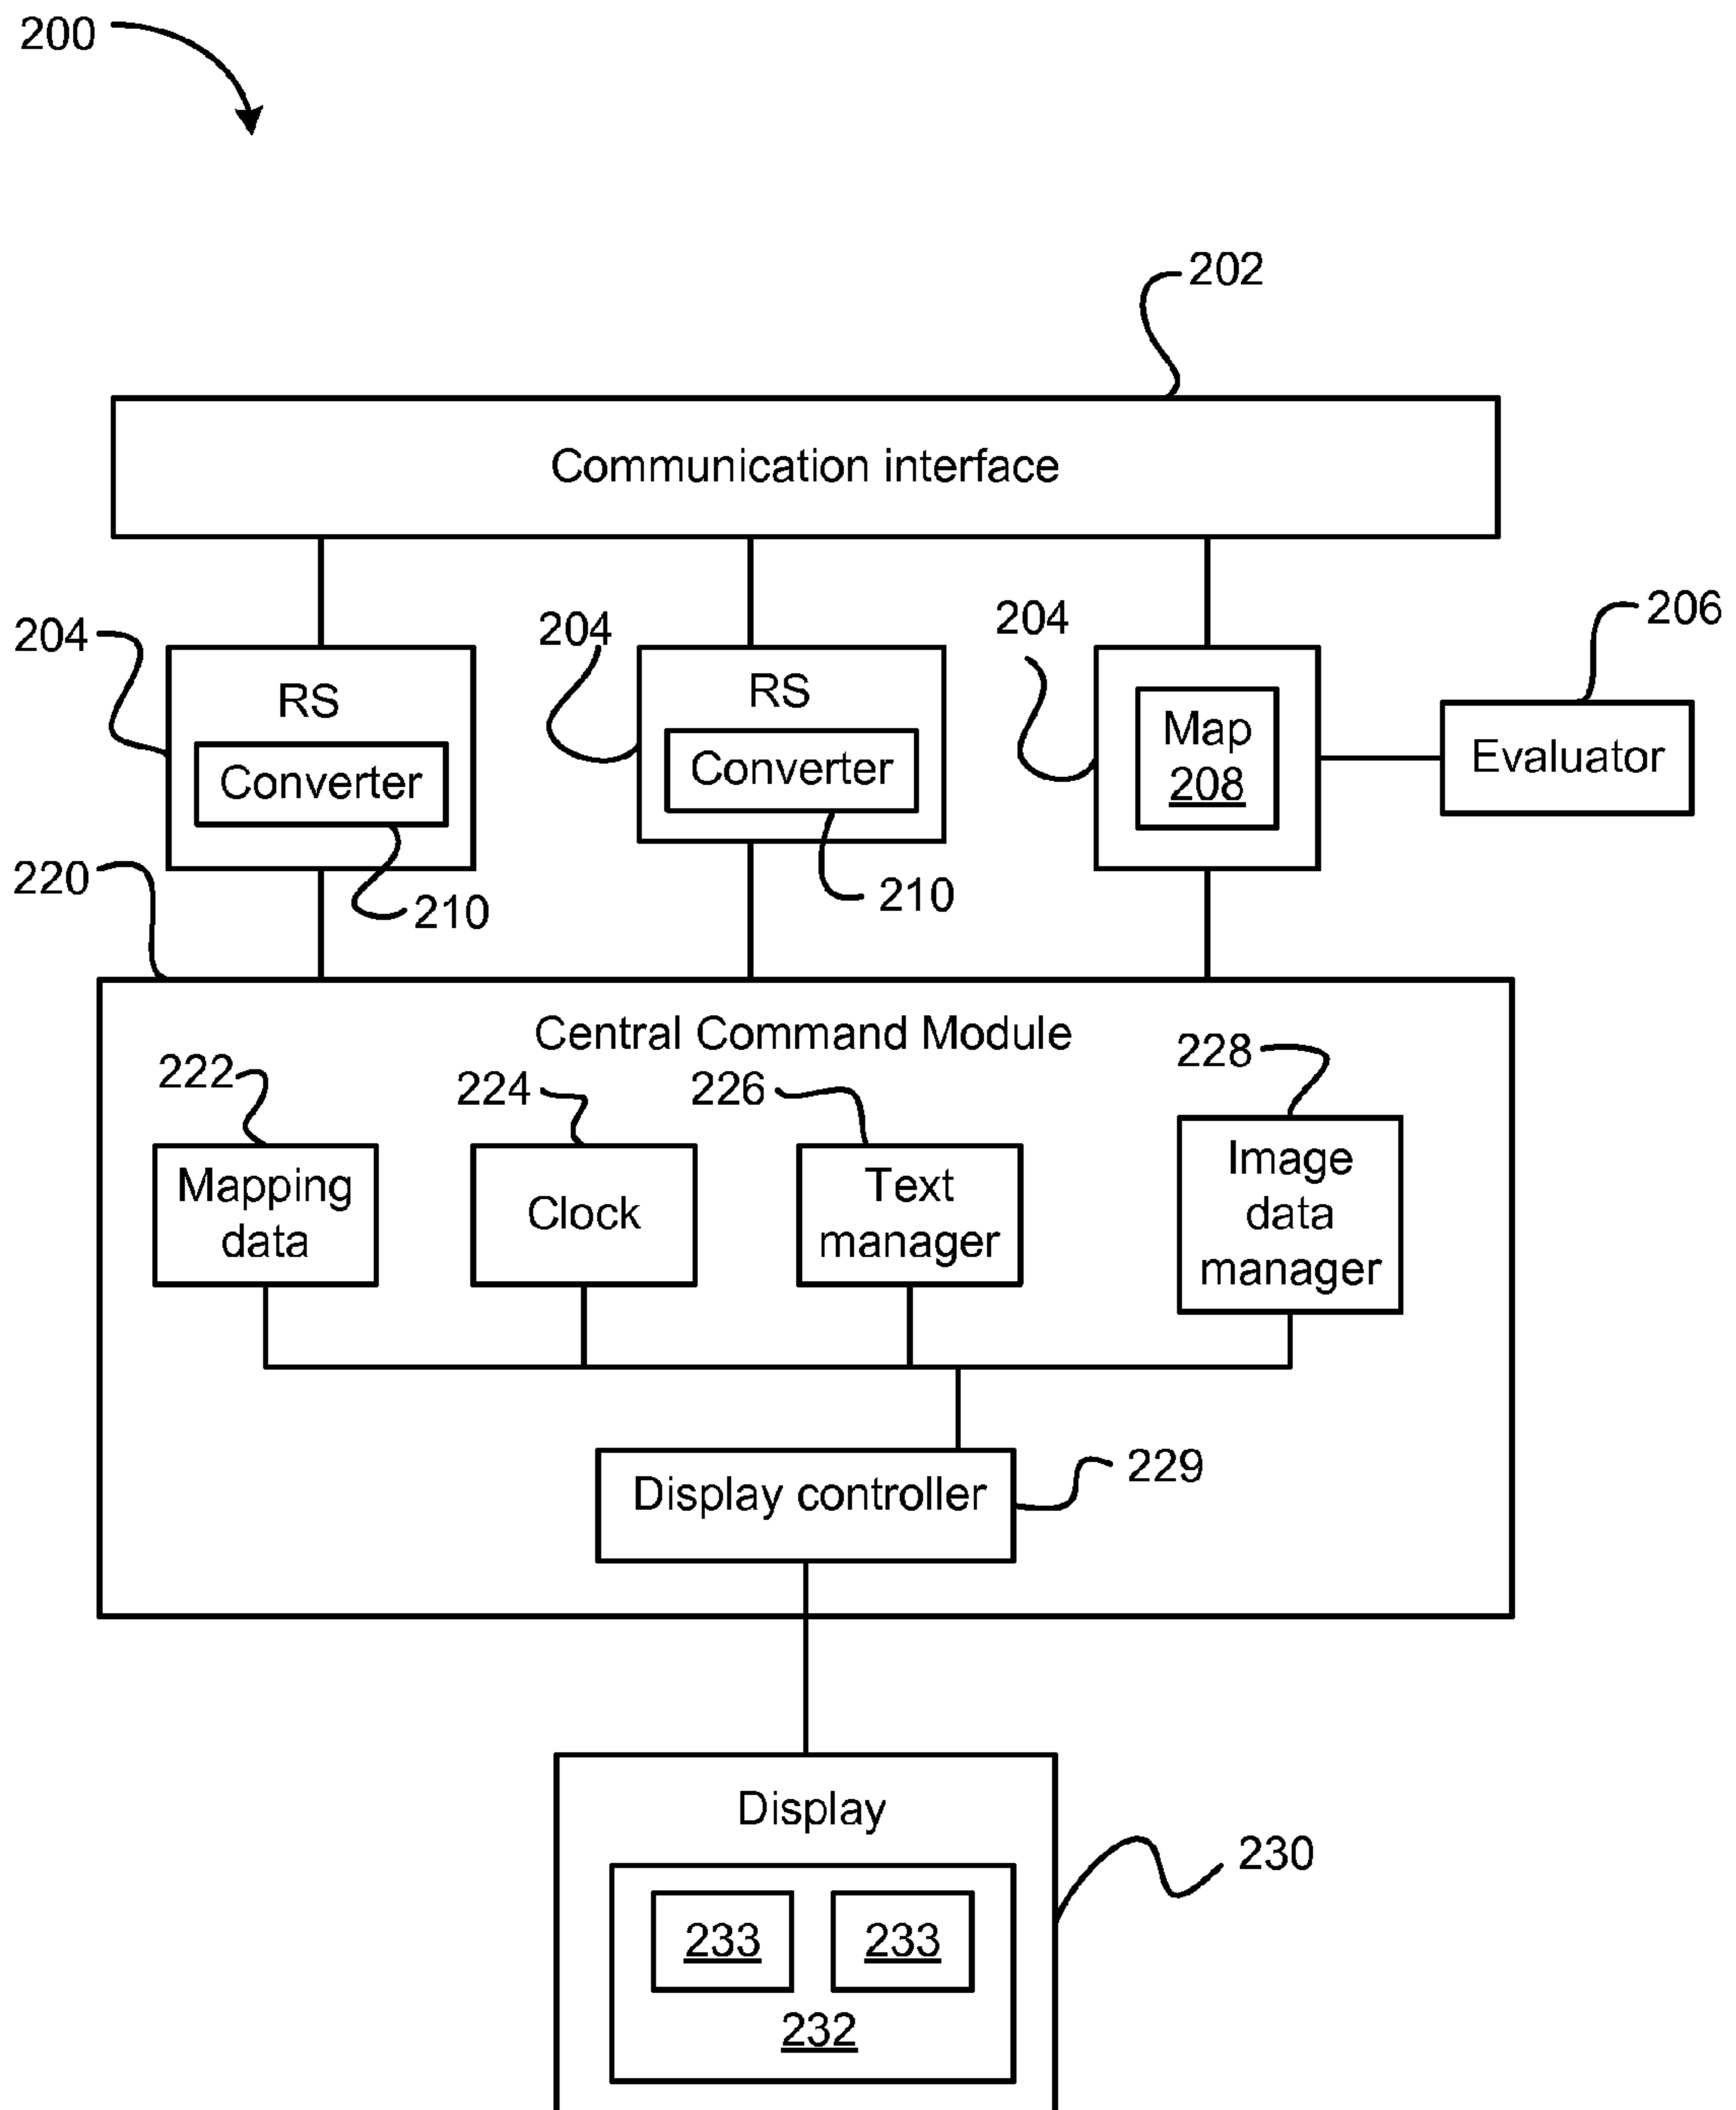 200
202
Communication interface
204
204
204
206
RS
Converter
RS
Converter
Map
208
Evaluator
220
210
210
Central Command Module
222
224
226
228
Mapping
data
Clock
Text
manager
Image
data
manager
Display controller
229
Display
230
233
233
232